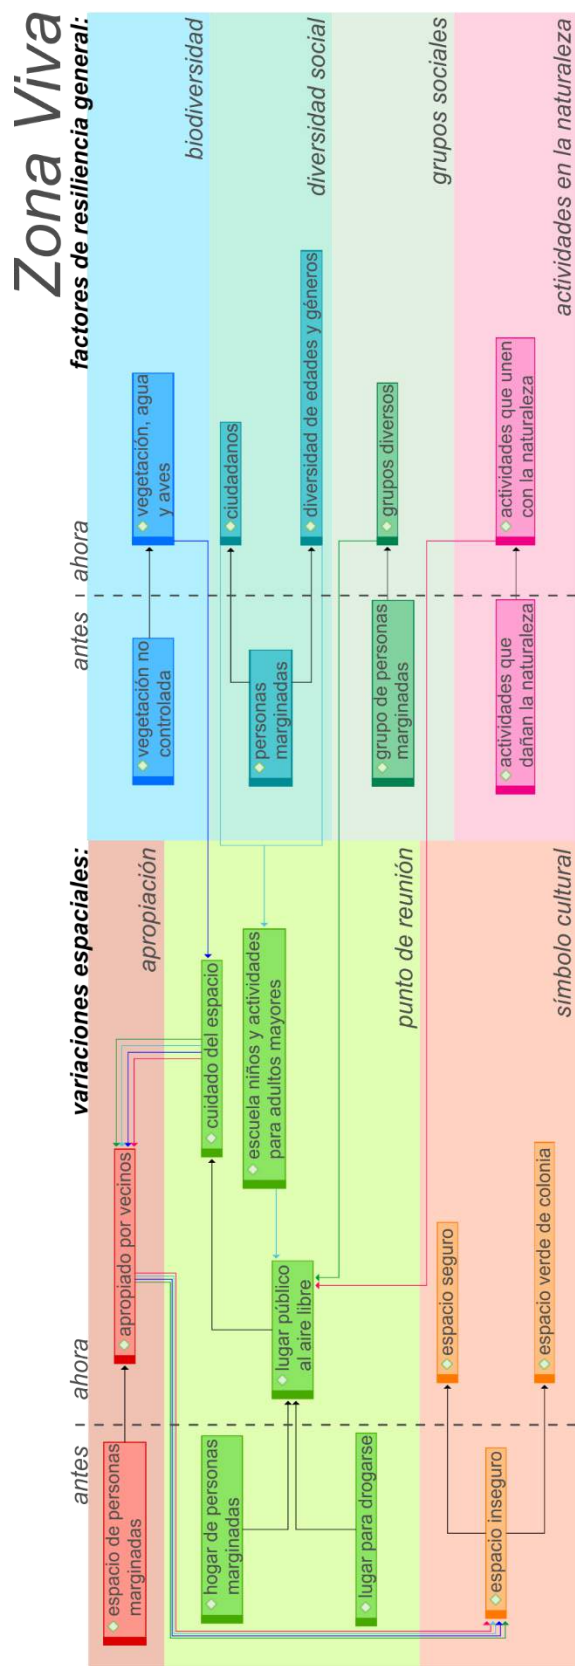 Zona Viva
variaciones espaciales:
factores de resiliencia general:
antes
ahora
antes
ahora
espacio de personas
marginadas
apropiado por vecinos
apropiación
vegetación no
controlada
vegetación, agua
y aves
biodiversidad
hogar de personas
marginadas
cuidado del espacio
lugar público
al aire libre
escuela niños y actividades
para adultos mayores
lugar para drogarse
punto de reunión
personas
marginadas
ciudadanos
diversidad de edades y géneros
diversidad social
grupo de personas
marginadas
grupos diversos
grupos sociales
espacio inseguro
espacio seguro
espacio verde de colonia
símbolo cultural
actividades que
dañan la naturaleza
actividades que unen
con la naturaleza
actividades en la naturaleza